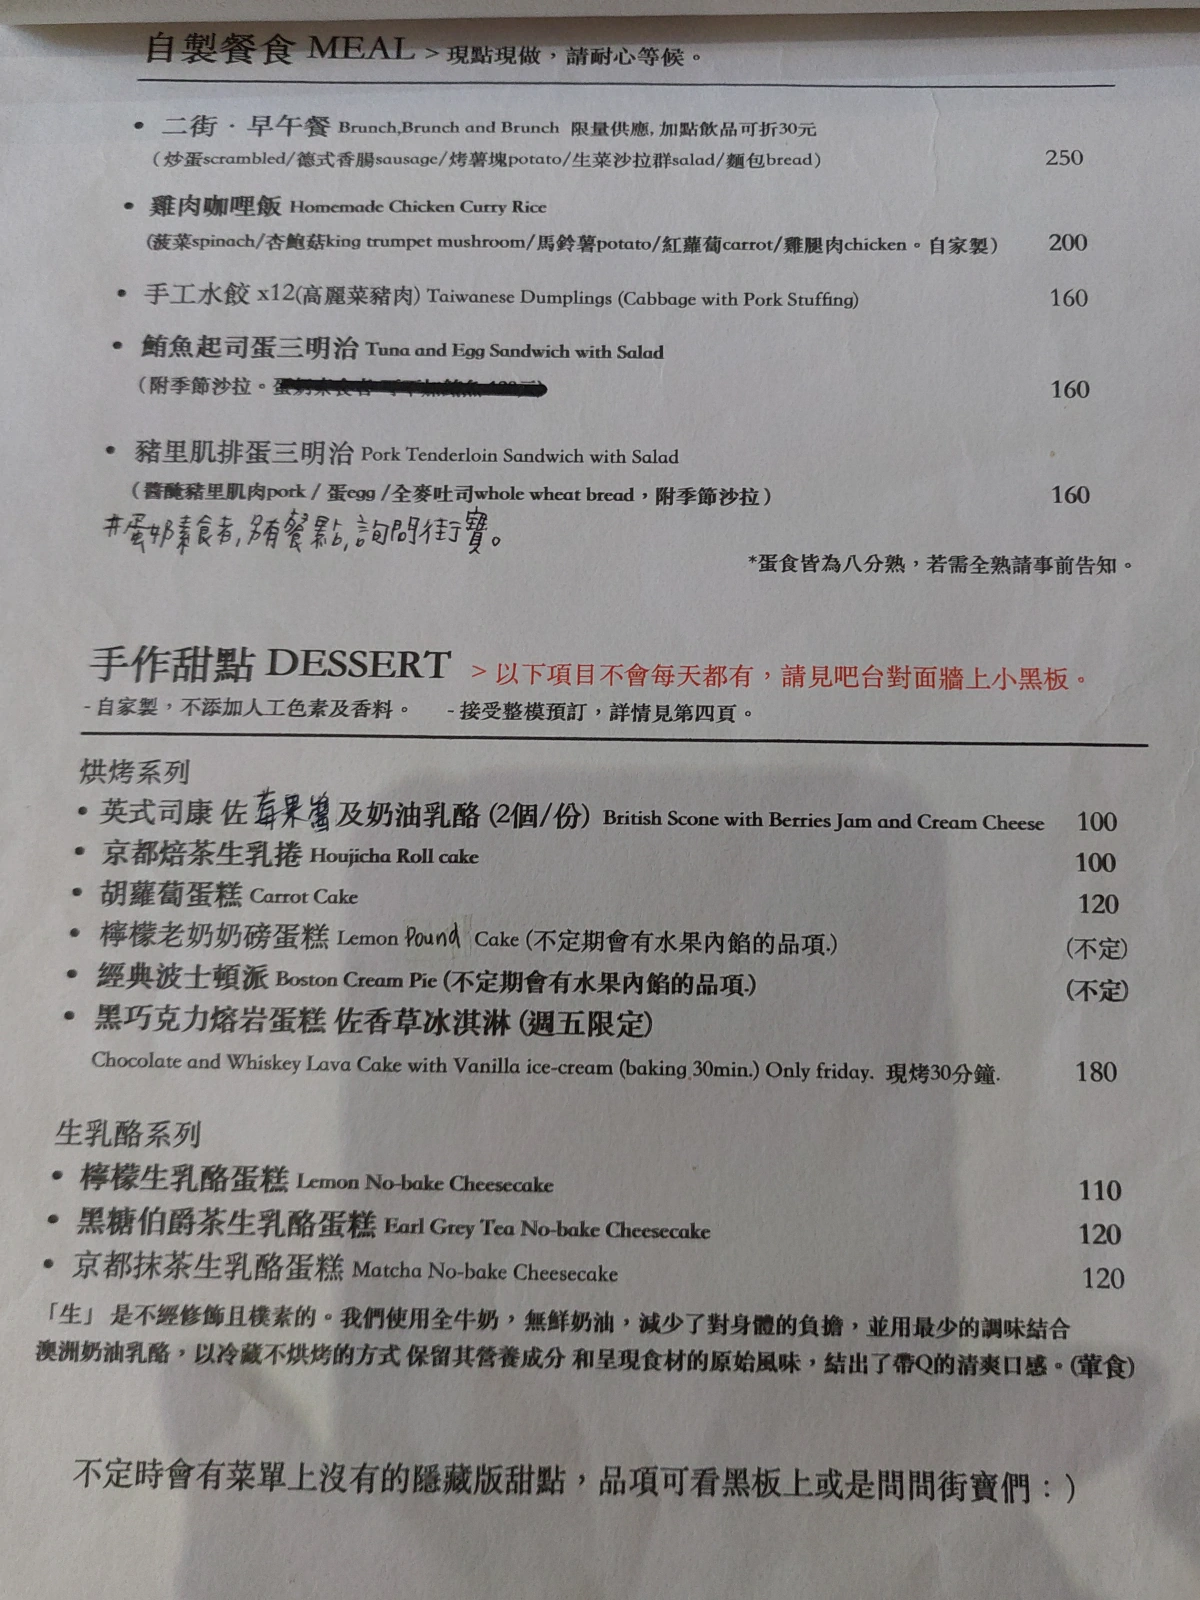 自製餐食 MEAL > 現點現做，請耐心等候。
• 二街．早午餐 Brunch,Brunch and Brunch 限量供應, 加點飲品可折30元
（炒蛋scrambled/德式香腸sausage/烤薯塊potato/生菜沙拉群salad/麵包bread） 250
• 雞肉咖哩飯 Homemade Chicken Curry Rice
(菠菜spinach/杏鮑菇king trumpet mushroom/馬鈴薯potato/紅蘿蔔carrot/雞腿肉chicken。自家製） 200
• 手工水餃 x12(高麗菜豬肉) Taiwanese Dumplings (Cabbage with Pork Stuffing) 160
• 鮪魚起司蛋三明治 Tuna and Egg Sandwich with Salad
（附季節沙拉。 160
• 豬里肌排蛋三明治 Pork Tenderloin Sandwich with Salad
（醬醃豬里肌肉pork / 蛋egg /全麥吐司whole wheat bread，附季節沙拉） 160
#蛋奶素食者,另有餐點,詢問街寶。
*蛋食皆為八分熟，若需全熟請事前告知。
手作甜點 DESSERT > 以下項目不會每天都有，請見吧台對面牆上小黑板。
- 自家製，不添加人工色素及香料。 - 接受整模預訂，詳情見第四頁。
烘烤系列
• 英式司康 佐莓果醬及奶油乳酪 (2個/份) British Scone with Berries Jam and Cream Cheese 100
• 京都焙茶生乳捲 Houjicha Roll cake 100
• 胡蘿蔔蛋糕 Carrot Cake 120
• 檸檬老奶奶磅蛋糕 Lemon Pound Cake (不定期會有水果內餡的品項.) (不定)
• 經典波士頓派 Boston Cream Pie (不定期會有水果內餡的品項.) (不定)
• 黑巧克力熔岩蛋糕 佐香草冰淇淋 (週五限定)
Chocolate and Whiskey Lava Cake with Vanilla ice-cream (baking 30min.) Only friday. 現烤30分鐘. 180
生乳酪系列
• 檸檬生乳酪蛋糕 Lemon No-bake Cheesecake 110
• 黑糖伯爵茶生乳酪蛋糕 Earl Grey Tea No-bake Cheesecake 120
• 京都抹茶生乳酪蛋糕 Matcha No-bake Cheesecake 120
「生」 是不經修飾且樸素的。我們使用全牛奶，無鮮奶油，減少了對身體的負擔，並用最少的調味結合
澳洲奶油乳酪，以冷藏不烘烤的方式 保留其營養成分 和呈現食材的原始風味，結出了帶Q的清爽口感。(葷食)
不定時會有菜單上沒有的隱藏版甜點，品項可看黑板上或是問問街寶們：)